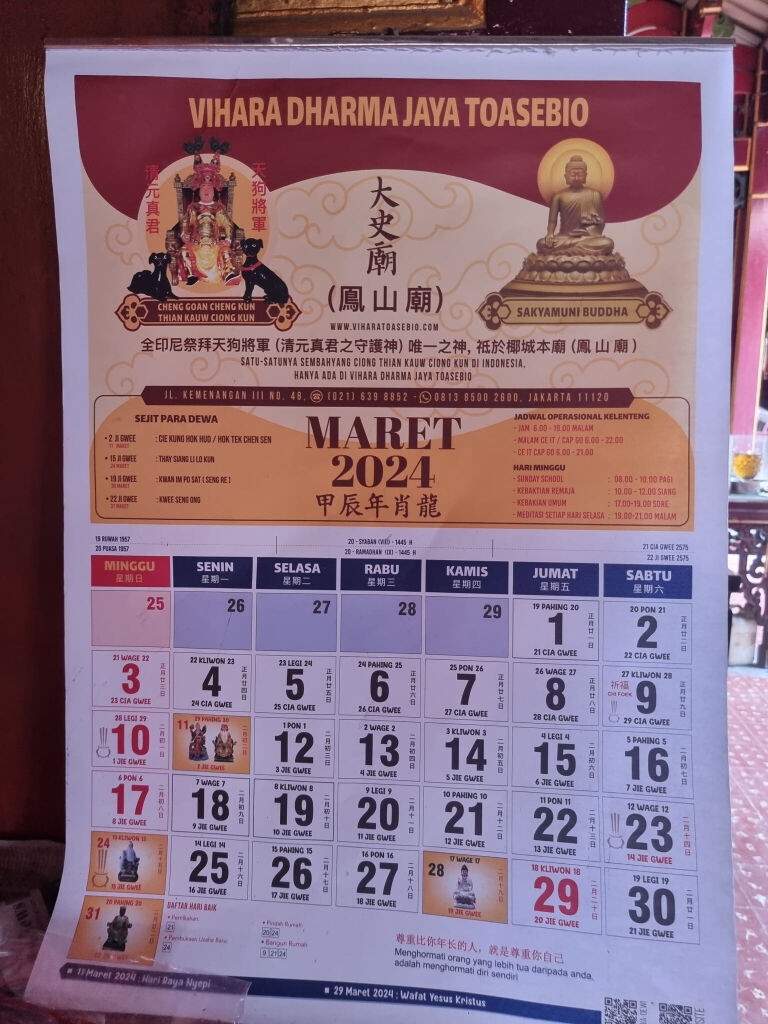 VIHARA DHARMA JAYA TOASEBIO
清元真君
天狗將軍
大史廟
(鳳山廟)
CHENG GOAN CHENG KUN
THIAN KAUW CIONG KUN
SAKYAMUNI BUDDHA
WWW.VIHARATOASEBIO.COM
全印尼祭拜天狗將軍 (清元真君之守護神) 唯一之神, 祗於椰城本廟 (鳳山廟)
SATU-SATUNYA SEMBAHYANG CIONG THIAN KAUW CIONG KUN DI INDONESIA,
HANYA ADA DI VIHARA DHARMA JAYA TOASEBIO
JL. KEMENANGAN III NO. 48, (021) 639 8852 - 0813 8500 2600, JAKARTA 11120
SEJIT PARA DEWA
• 2 JI GWEE : CIE KUNG HOK HUD / HOK TEK CHEN SEN
11 MARET
• 15 JI GWEE : THAY SIANG LI LO KUN
24 MARET
• 19 JI GWEE : KWAN IM PO SAT ( SENG RE )
• 22 JI GWEE : KWEE SENG ONG
31 MARET
MARET
2024
甲辰年肖龍
JADWAL OPERASIONAL KELENTENG
- JAM 6.00 - 19.00 MALAM
- MALAM CE IT / CAP GO 6.00 - 22.00
- CE IT CAP GO 6.00 - 21.00
HARI MINGGU
- SUNDAY SCHOOL : 08.00 - 10.00 PAGI
- KEBAKTIAN REMAJA : 10.00 - 12.00 SIANG
- KEBAKIAN UMUM : 17.00-19.00 SORE
- MEDITASI SETIAP HARI SELASA : 19.00-21.00 MALAM
19 RUWAH 1957
20 PUASA 1957
20 - SYABAN (VIII) - 1445 H
20 - RAMADHAN (IX) - 1445 H
21 CIA GWEE 2575
22 JI GWEE 2575
MINGGU SENIN SELASA RABU KAMIS JUMAT SABTU
星期日 星期一 星期二 星期三 星期四 星期五 星期六
25 26 27 28 29
19 PAHING 20 1 21 CIA GWEE 正月廿一
20 PON 21 2 22 CIA GWEE 正月廿二
21 WAGE 22 3 23 CIA GWEE 正月廿三
22 KLIWON 23 4 24 CIA GWEE 正月廿四
23 LEGI 24 5 25 CIA GWEE 正月廿五
24 PAHING 25 6 26 CIA GWEE 正月廿六
25 PON 26 7 27 CIA GWEE 正月廿七
26 WAGE 27 8 28 CIA GWEE 正月廿八
27 KLIWON 28 祈福 CHI FOEK 9 29 CIA GWEE 正月廿九
28 LEGI 29 10 1 JIE GWEE 二月初一
29 PAHING 30 11 2 JIE GWEE 二月初二
1 PON 1 12 3 JIE GWEE 二月初三
2 WAGE 2 13 4 JIE GWEE 二月初四
3 KLIWON 3 14 5 JIE GWEE 二月初五
4 LEGI 4 15 6 JIE GWEE 二月初六
5 PAHING 5 16 7 JIE GWEE 二月初七
6 PON 6 17 8 JIE GWEE 二月初八
7 WAGE 7 18 9 JIE GWEE 二月初九
8 KLIWON 8 19 10 JIE GWEE 二月初十
9 LEGI 9 20 11 JIE GWEE 二月十一
10 PAHING 10 21 12 JIE GWEE 二月十二
11 PON 11 22 13 JIE GWEE 二月十三
12 WAGE 12 23 14 JIE GWEE 二月十四
13 KLIWON 13 24 15 JIE GWEE 二月十五
14 LEGI 14 25 16 JIE GWEE 二月十六
15 PAHING 15 26 17 JIE GWEE 二月十七
16 PON 16 27 18 JIE GWEE 二月十八
17 WAGE 17 28 19 JIE GWEE 二月十九
18 KLIWON 18 29 20 JIE GWEE 二月二十
19 LEGI 19 30 21 JIE GWEE 二月廿一
20 PAHING 20 31
DAFTAR HARI BAIK
• Pernikahan:
21
• Pembukaan Usaha Baru:
24
• Pindah Rumah:
20 24
• Bangun Rumah
9 21 24
尊重比你年长的人, 就是尊重你自己
Menghormati orang yang lebih tua daripada anda,
adalah menghormati diri sendiri
11 Maret 2024 : Hari Raya Nyepi
29 Maret 2024 : Wafat Yesus Kristus